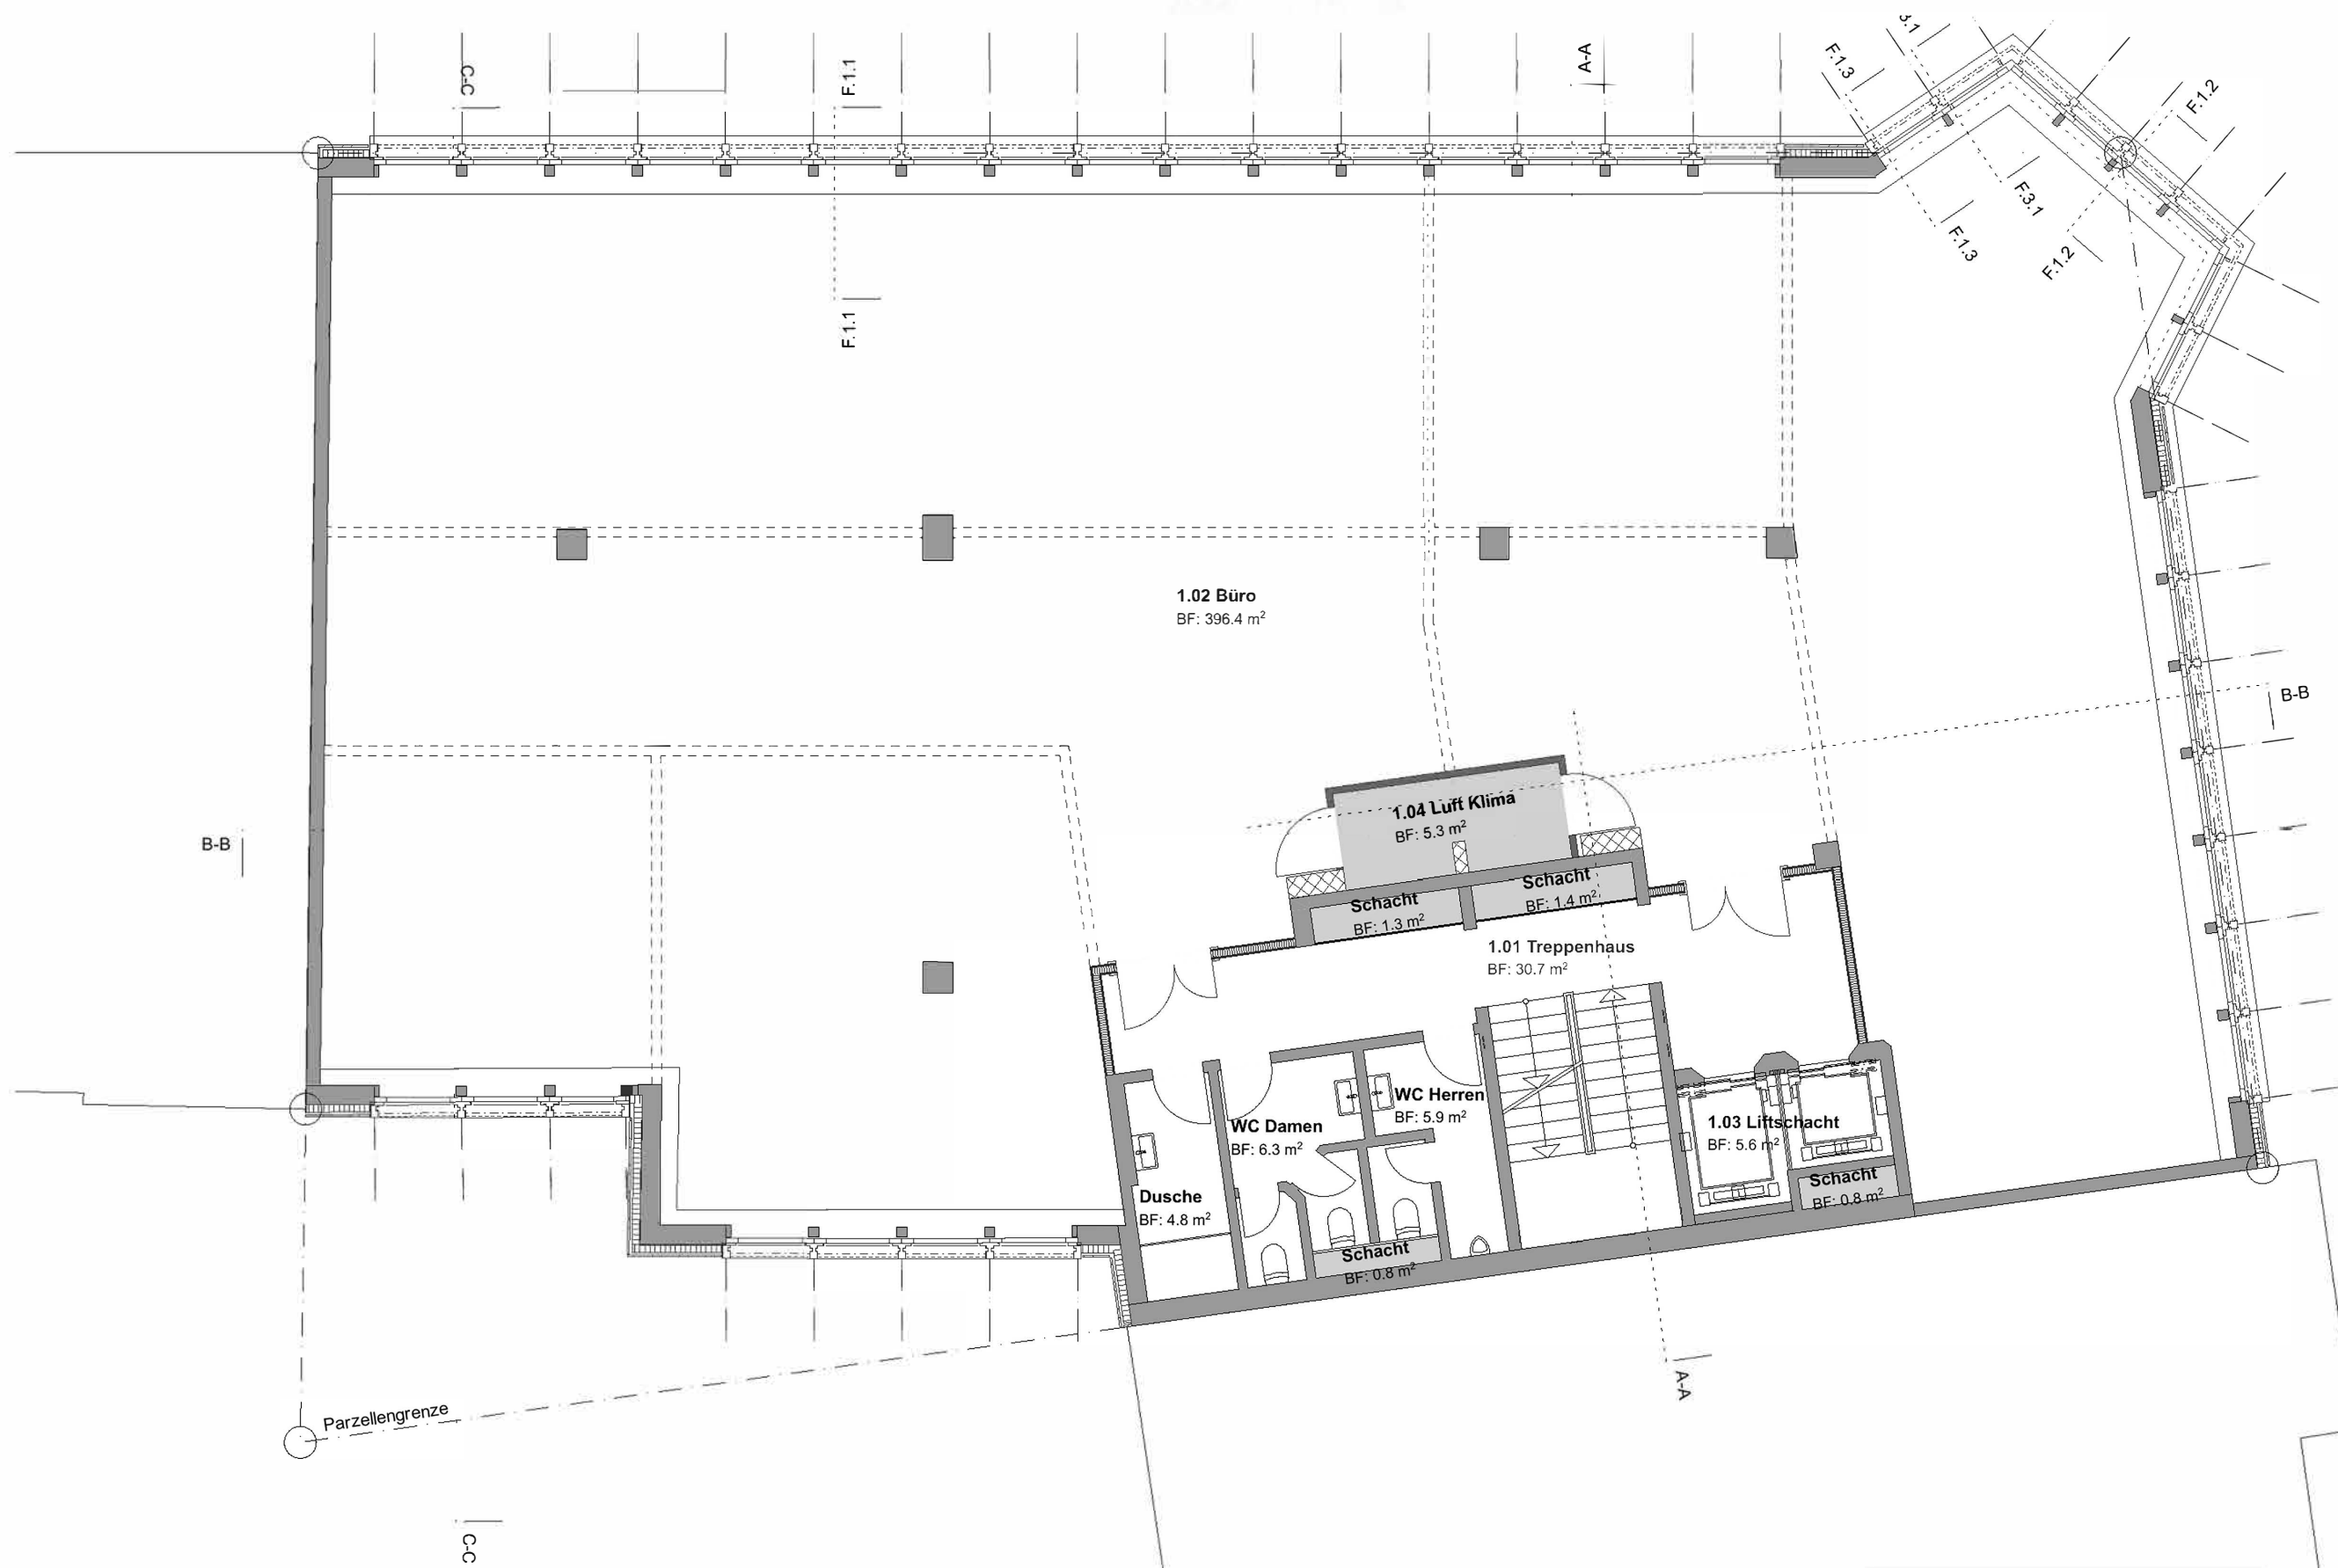 C-C
F.1.1
A-A
F.1.3
3.1
F.1.2
F.3.1
F.1.3
F.1.2
F.1.1
1.02 Büro
BF: 396.4 m²
B-B
B-B
1.04 Luft Klima
BF: 5.3 m²
Schacht
BF: 1.4 m²
Schacht
BF: 1.3 m²
1.01 Treppenhaus
BF: 30.7 m²
WC Herren
BF: 5.9 m²
WC Damen
BF: 6.3 m²
1.03 Liftschacht
BF: 5.6 m²
Schacht
BF: 0.8 m²
Dusche
BF: 4.8 m²
Schacht
BF: 0.8 m²
A-A
Parzellengrenze
C-C